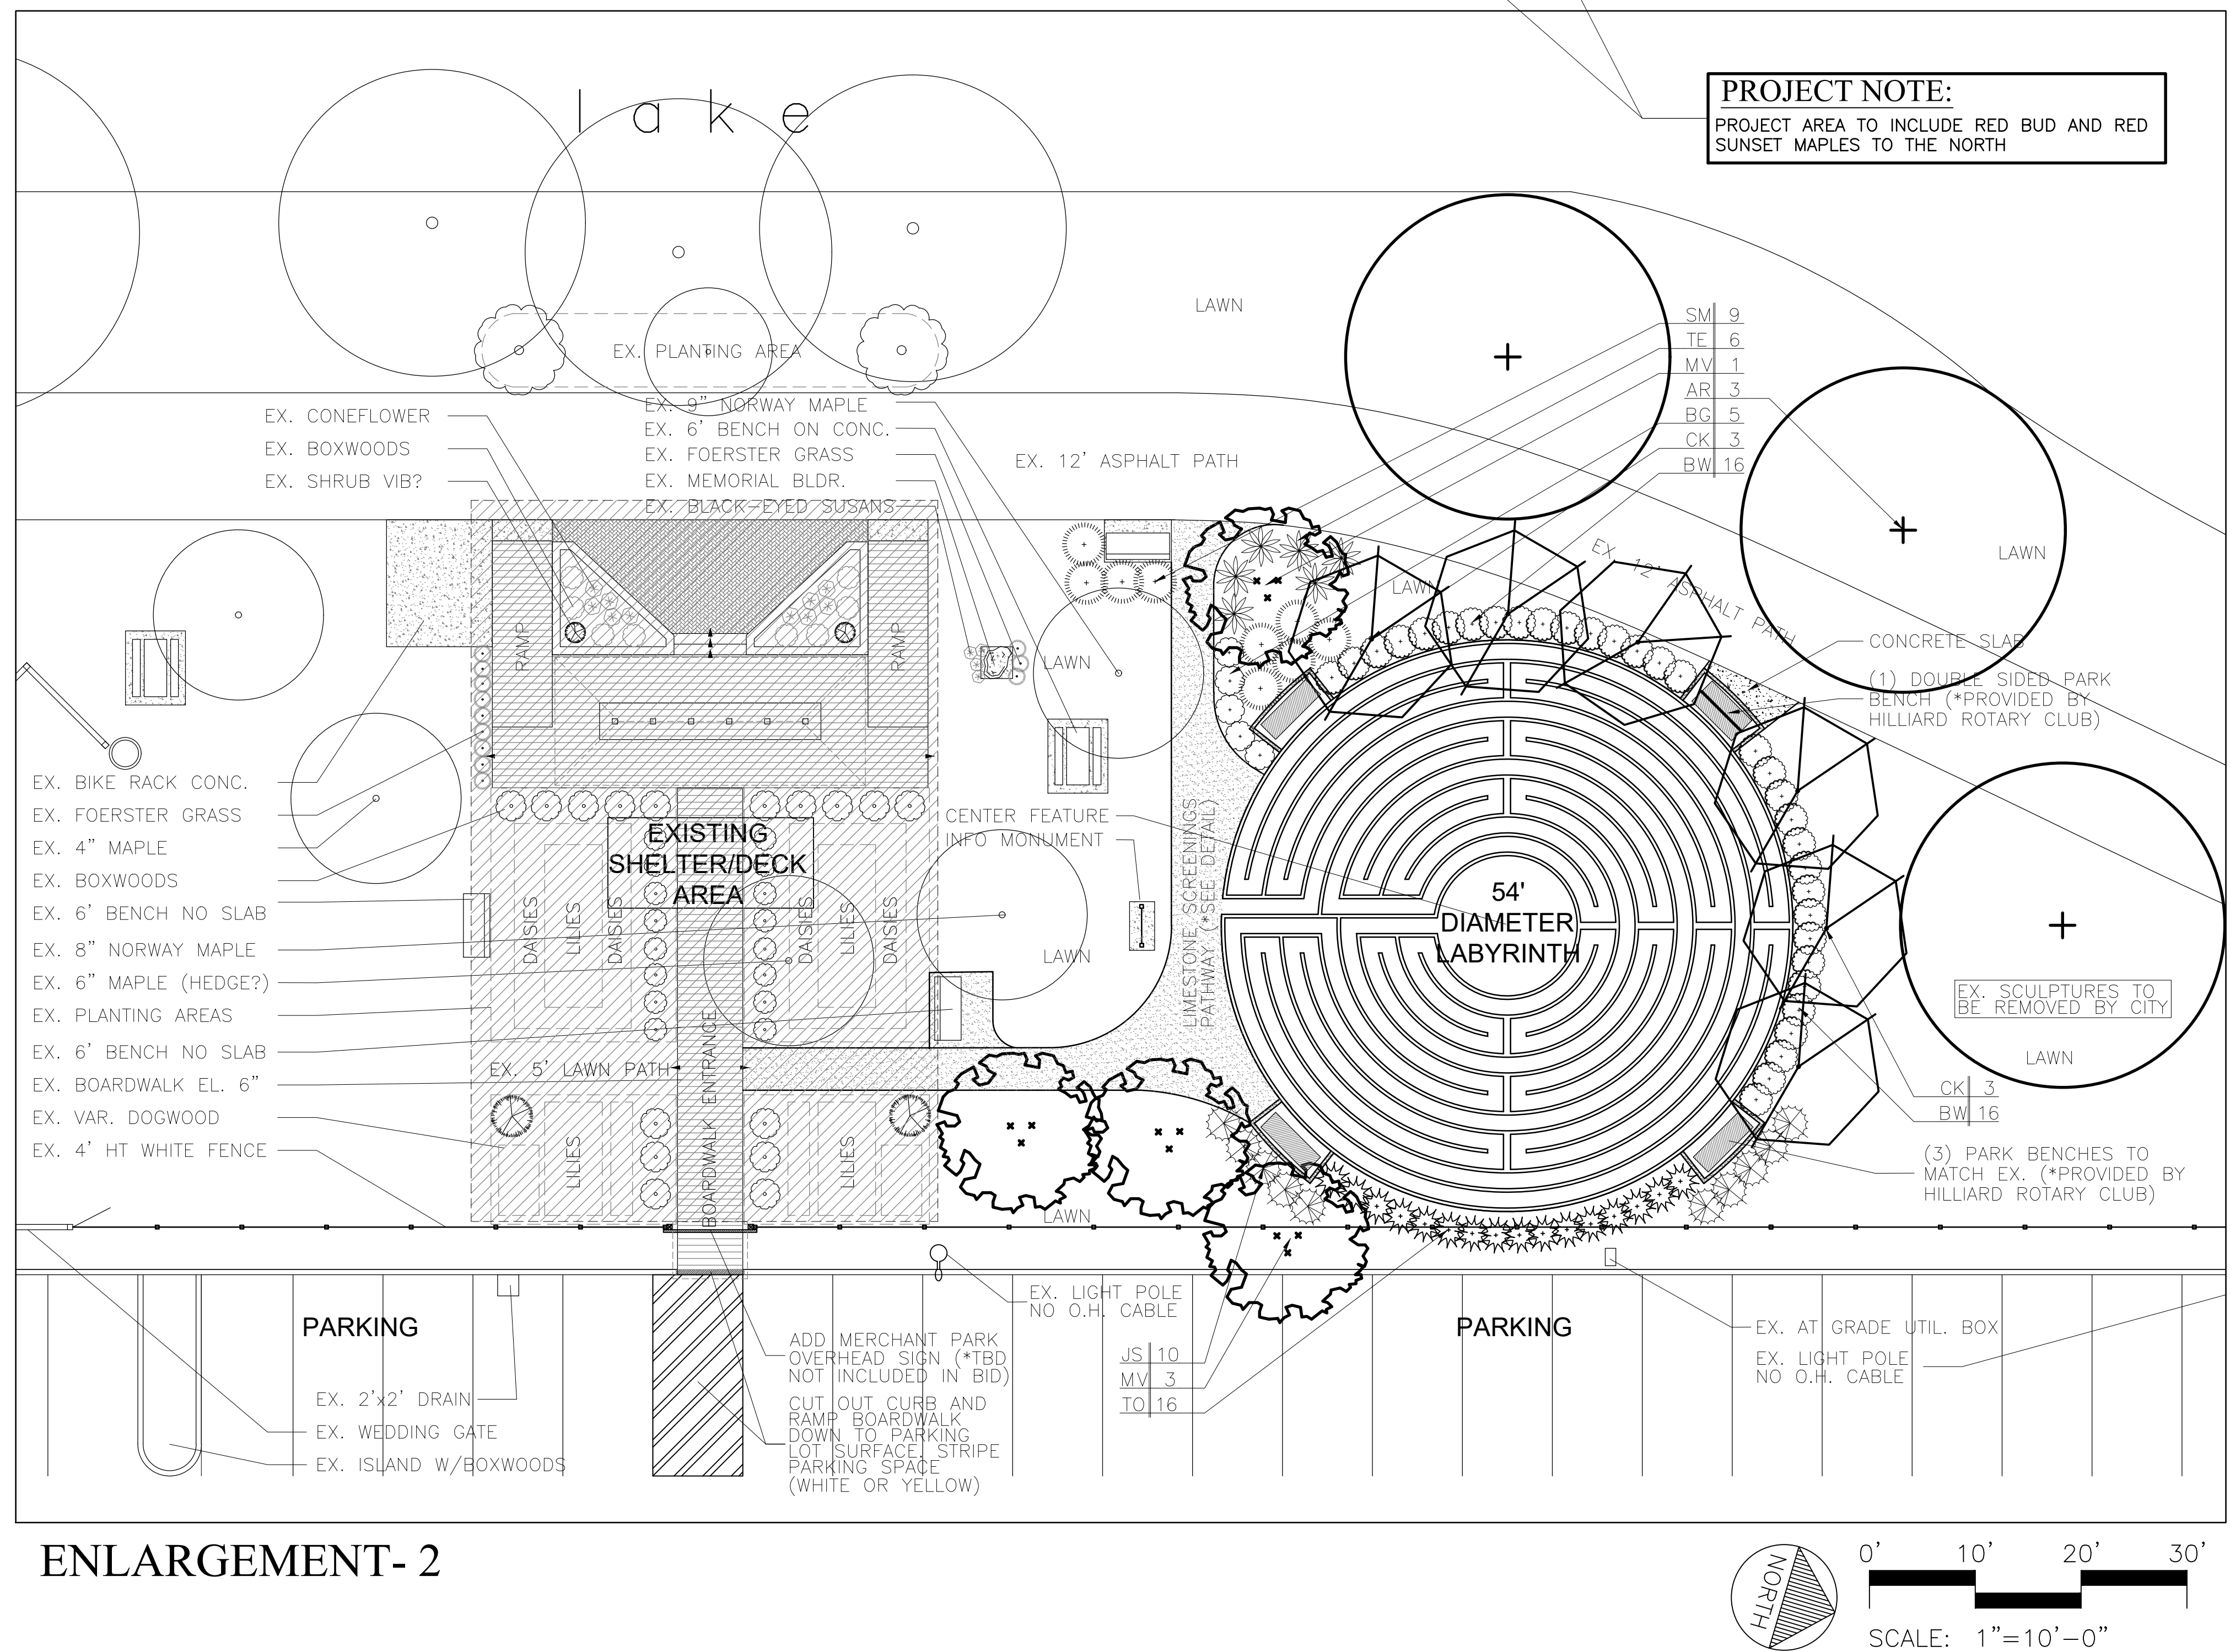 lake
PROJECT NOTE:
PROJECT AREA TO INCLUDE RED BUD AND RED
SUNSET MAPLES TO THE NORTH
LAWN
SM 9
TE 6
MV 1
AR 3
BG 5
CK 3
BW 16
EX. PLANTING AREA
EX. CONEFLOWER
EX. BOXWOODS
EX. SHRUB VIB?
EX. 9" NORWAY MAPLE
EX. 6' BENCH ON CONC.
EX. FOERSTER GRASS
EX. MEMORIAL BLDR.
EX. BLACK-EYED SUSANS
EX. 12' ASPHALT PATH
LAWN
LAWN
EX. 12' ASPHALT PATH
RAMP
RAMP
LAWN
CONCRETE SLAB
(1) DOUBLE SIDED PARK
BENCH (*PROVIDED BY
HILLIARD ROTARY CLUB)
EX. BIKE RACK CONC.
EX. FOERSTER GRASS
EX. 4" MAPLE
EX. BOXWOODS
EX. 6' BENCH NO SLAB
EX. 8" NORWAY MAPLE
EX. 6" MAPLE (HEDGE?)
EX. PLANTING AREAS
EX. 6' BENCH NO SLAB
EX. BOARDWALK EL. 6"
EX. VAR. DOGWOOD
EX. 4' HT WHITE FENCE
EXISTING
SHELTER/DECK
AREA
DAISIES
LILIES
DAISIES
DAISIES
LILIES
DAISIES
CENTER FEATURE
INFO MONUMENT
LAWN
LIMESTONE SCREENINGS
PATHWAY (*SEE DETAIL)
54'
DIAMETER
LABYRINTH
EX. SCULPTURES TO
BE REMOVED BY CITY
LAWN
EX. 5' LAWN PATH
BOARDWALK ENTRANCE
LILIES
LILIES
LAWN
CK 3
BW 16
(3) PARK BENCHES TO
MATCH EX. (*PROVIDED BY
HILLIARD ROTARY CLUB)
EX. LIGHT POLE
NO O.H. CABLE
PARKING
PARKING
ADD MERCHANT PARK
OVERHEAD SIGN (*TBD
NOT INCLUDED IN BID)
CUT OUT CURB AND
RAMP BOARDWALK
DOWN TO PARKING
LOT SURFACE, STRIPE
PARKING SPACE
(WHITE OR YELLOW)
JS 10
MV 3
TO 16
EX. AT GRADE UTIL. BOX
EX. LIGHT POLE
NO O.H. CABLE
EX. 2'x2' DRAIN
EX. WEDDING GATE
EX. ISLAND W/BOXWOODS
ENLARGEMENT- 2
NORTH
0' 10' 20' 30'
SCALE: 1"=10'-0"